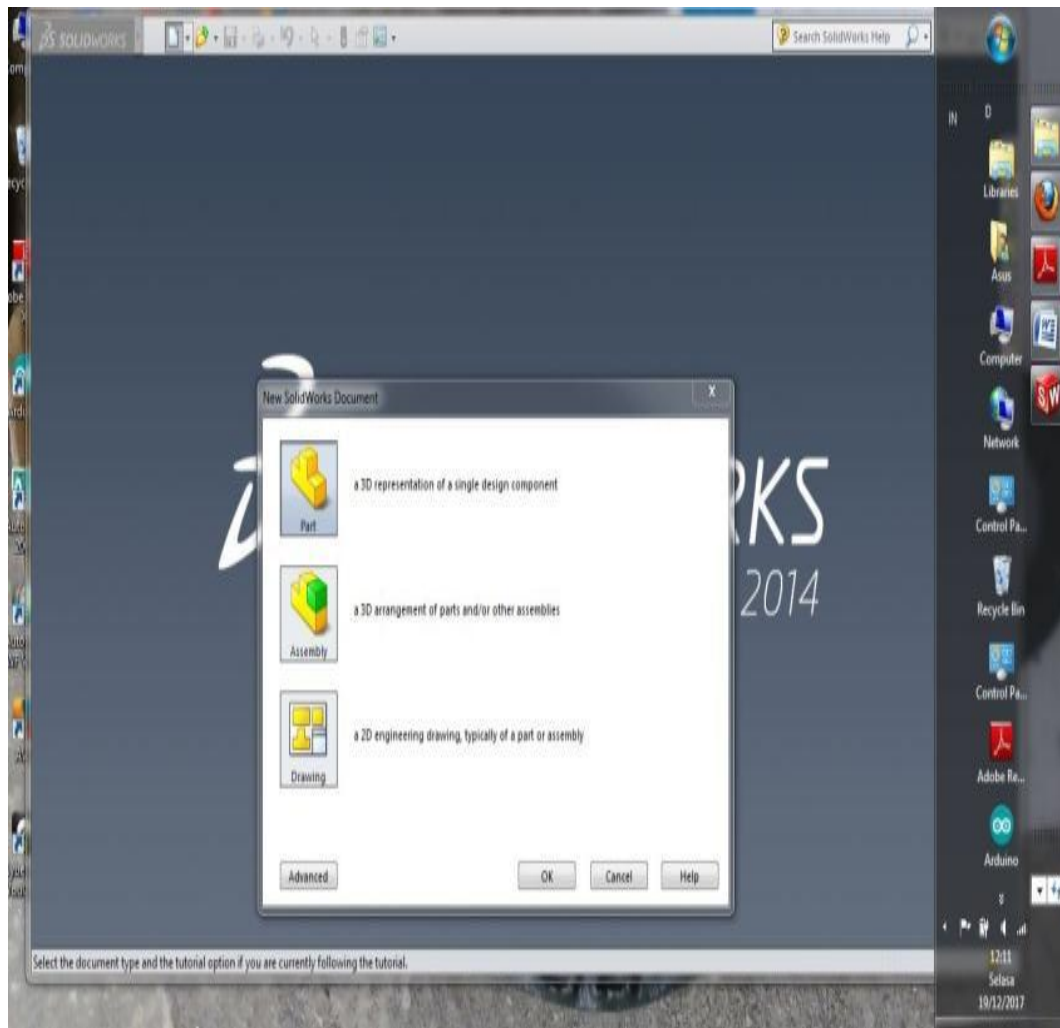 SOLIDWORKS
Search SolidWorks Help
IN
D
Libraries
Asus
Computer
Network
Control Pa...
Recycle Bin
Control Pa...
Adobe Re...
Arduino
New SolidWorks Document
X
Part
a 3D representation of a single design component
Assembly
a 3D arrangement of parts and/or other assemblies
Drawing
a 2D engineering drawing, typically of a part or assembly
Advanced
OK
Cancel
Help
RKS
2014
Select the document type and the tutorial option if you are currently following the tutorial.
12:11
Selasa
19/12/2017